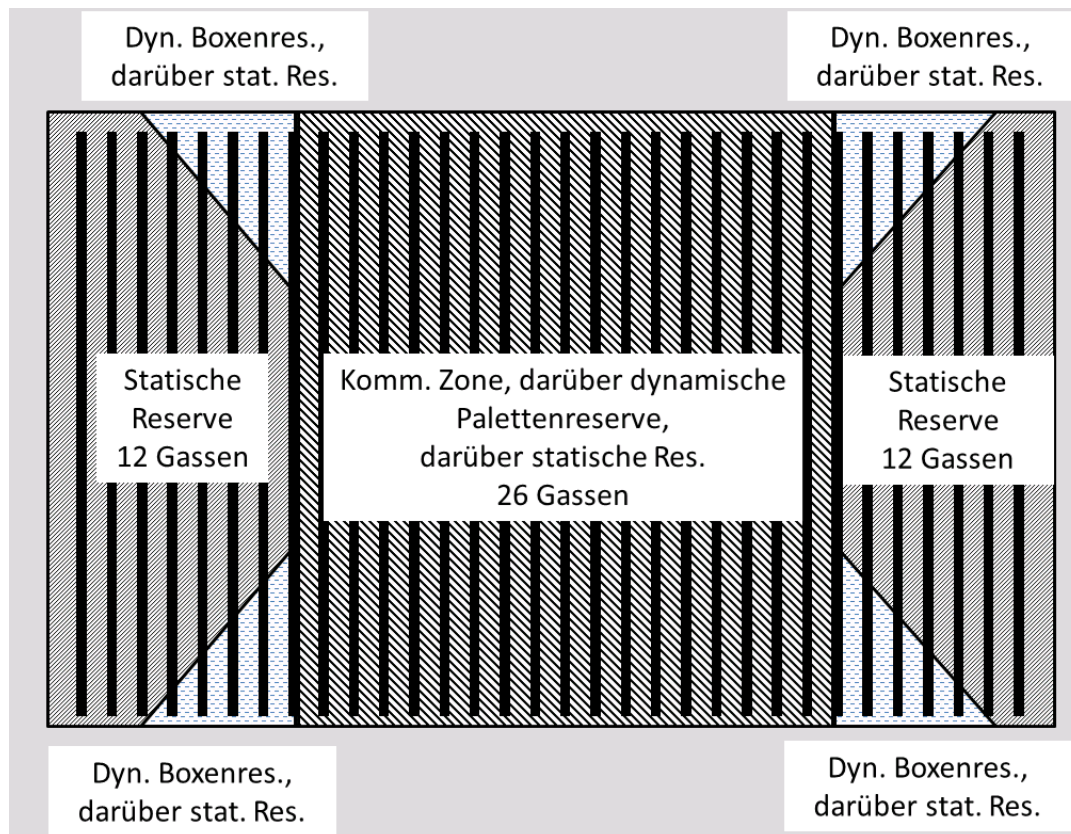 Dyn. Boxenres.,
darüber stat. Res.
Dyn. Boxenres.,
darüber stat. Res.
Statische
Reserve
12 Gassen
Komm. Zone, darüber dynamische
Palettenreserve,
darüber statische Res.
26 Gassen
Statische
Reserve
12 Gassen
Dyn. Boxenres.,
darüber stat. Res.
Dyn. Boxenres.,
darüber stat. Res.